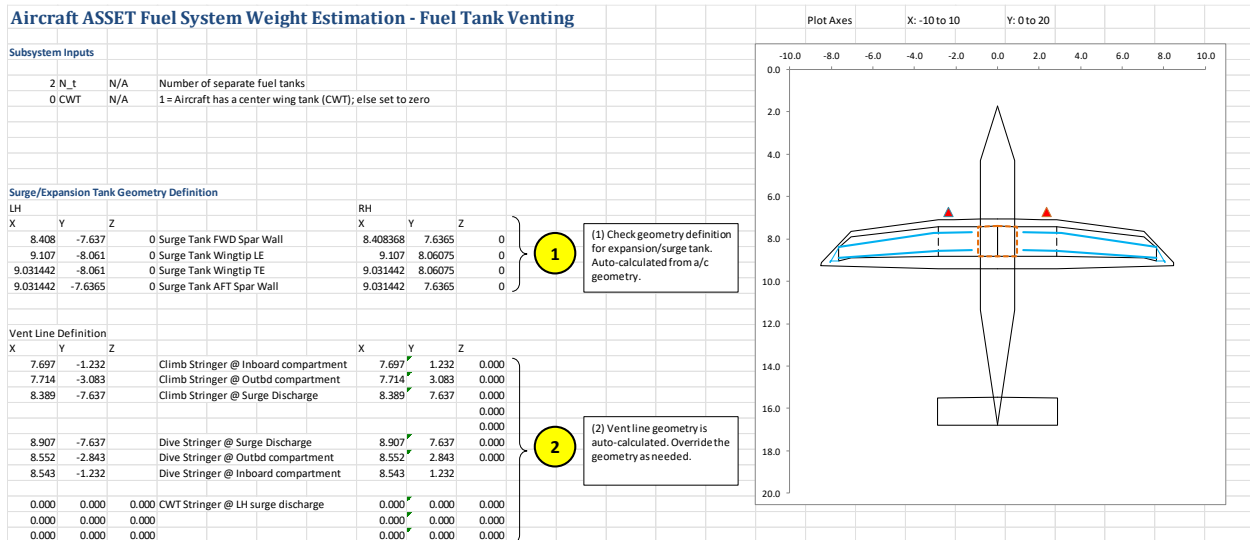 Aircraft ASSET Fuel System Weight Estimation - Fuel Tank Venting
Plot Axes X: -10 to 10 Y: 0 to 20
Subsystem Inputs
2 N_t N/A Number of separate fuel tanks
0 CWT N/A 1 = Aircraft has a center wing tank (CWT); else set to zero
Surge/Expansion Tank Geometry Definition
LH RH
X Y Z X Y Z
8.408 -7.637 0 Surge Tank FWD Spar Wall 8.408368 7.6365 0
9.107 -8.061 0 Surge Tank Wingtip LE 9.107 8.06075 0
9.031442 -8.061 0 Surge Tank Wingtip TE 9.031442 8.06075 0
9.031442 -7.6365 0 Surge Tank AFT Spar Wall 9.031442 7.6365 0
1
(1) Check geometry definition
for expansion/surge tank.
Auto-calculated from a/c
geometry.
Vent Line Definition
X Y Z X Y Z
7.697 -1.232 Climb Stringer @ Inboard compartment 7.697 1.232 0.000
7.714 -3.083 Climb Stringer @ Outbd compartment 7.714 3.083 0.000
8.389 -7.637 Climb Stringer @ Surge Discharge 8.389 7.637 0.000
0.000
0.000
8.907 -7.637 Dive Stringer @ Surge Discharge 8.907 7.637 0.000
8.552 -2.843 Dive Stringer @ Outbd compartment 8.552 2.843 0.000
8.543 -1.232 Dive Stringer @ Inboard compartment 8.543 1.232
0.000 0.000 0.000 CWT Stringer @ LH surge discharge 0.000 0.000 0.000
0.000 0.000 0.000 0.000 0.000 0.000
0.000 0.000 0.000 0.000 0.000 0.000
2
(2) Vent line geometry is
auto-calculated. Override the
geometry as needed.
-10.0 -8.0 -6.0 -4.0 -2.0 0.0 2.0 4.0 6.0 8.0 10.0
0.0
2.0
4.0
6.0
8.0
10.0
12.0
14.0
16.0
18.0
20.0